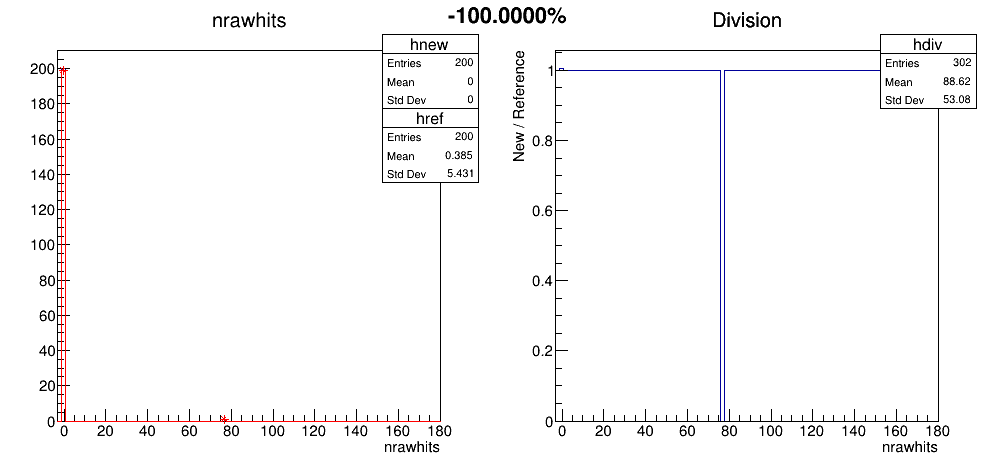 -100.0000%
nrawhits
hnew
Entries 200
Mean 0
Std Dev 0
href
Entries 200
Mean 0.385
Std Dev 5.431
200
180
160
140
120
100
80
60
40
20
0
0 20 40 60 80 100 120 140 160 180
nrawhits
Division
hdiv
Entries 302
Mean 88.62
Std Dev 53.08
New / Reference
1
0.8
0.6
0.4
0.2
0
0 20 40 60 80 100 120 140 160 180
nrawhits